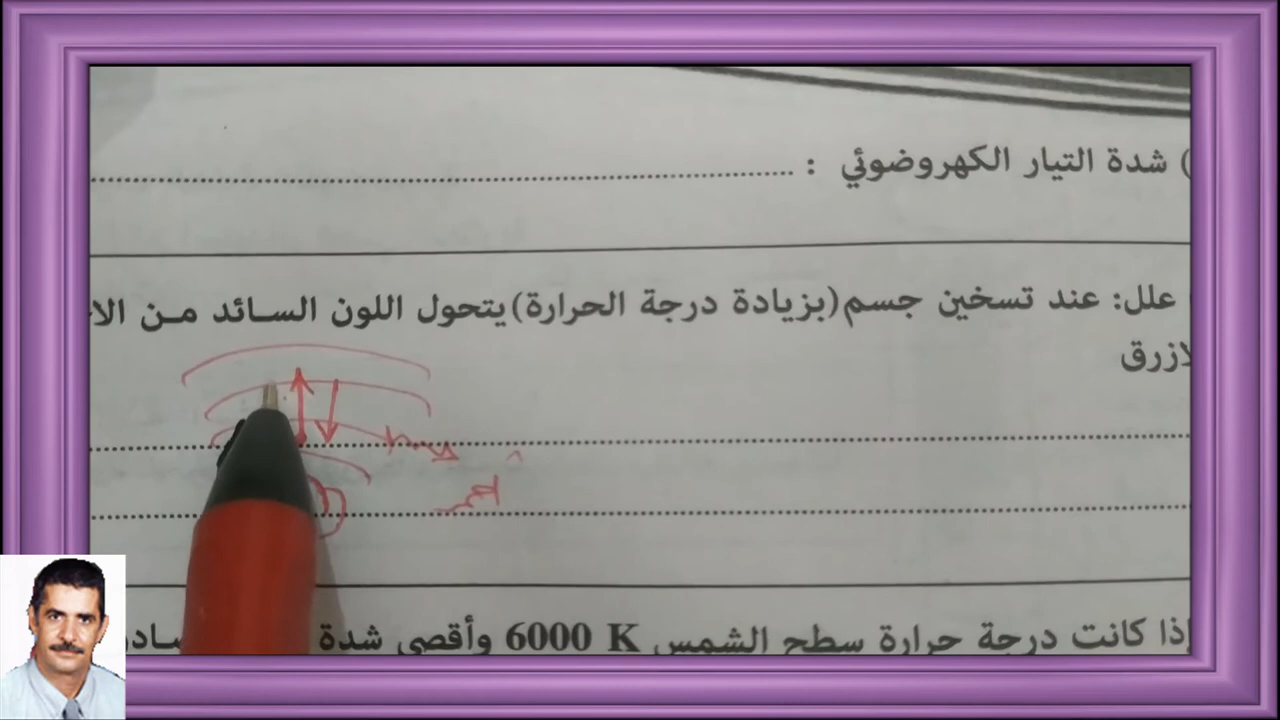 ) شدة التيار الكهروضوئي : ......................
علل: عند تسخين جسم(بزيادة درجة الحرارة)يتحول اللون السائد من
لازرق
إذا كانت درجة حرارة سطح الشمس 6000 K وأقصى شدة